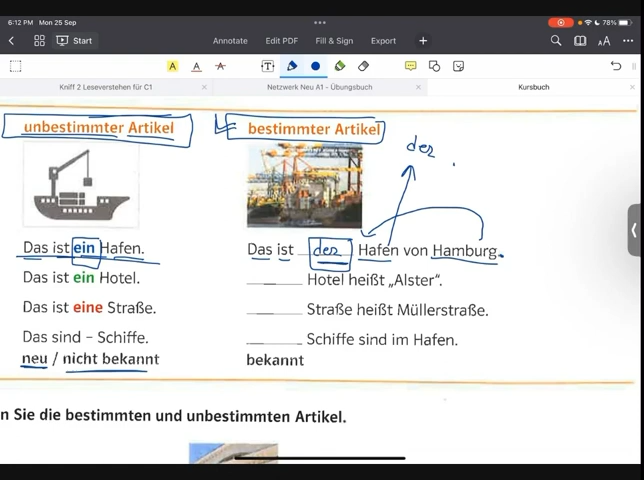 6:12 PM Mon 25 Sep
78%
Start
Annotate Edit PDF Fill & Sign Export
Kniff 2 Leseverstehen für C1
Netzwerk Neu A1 - Übungsbuch
Kursbuch
unbestimmter Artikel
bestimmter Artikel
der
Das ist ein Hafen.
Das ist der Hafen von Hamburg.
Das ist ein Hotel.
______ Hotel heißt „Alster“.
Das ist eine Straße.
______ Straße heißt Müllerstraße.
Das sind – Schiffe.
______ Schiffe sind im Hafen.
neu / nicht bekannt
bekannt
n Sie die bestimmten und unbestimmten Artikel.